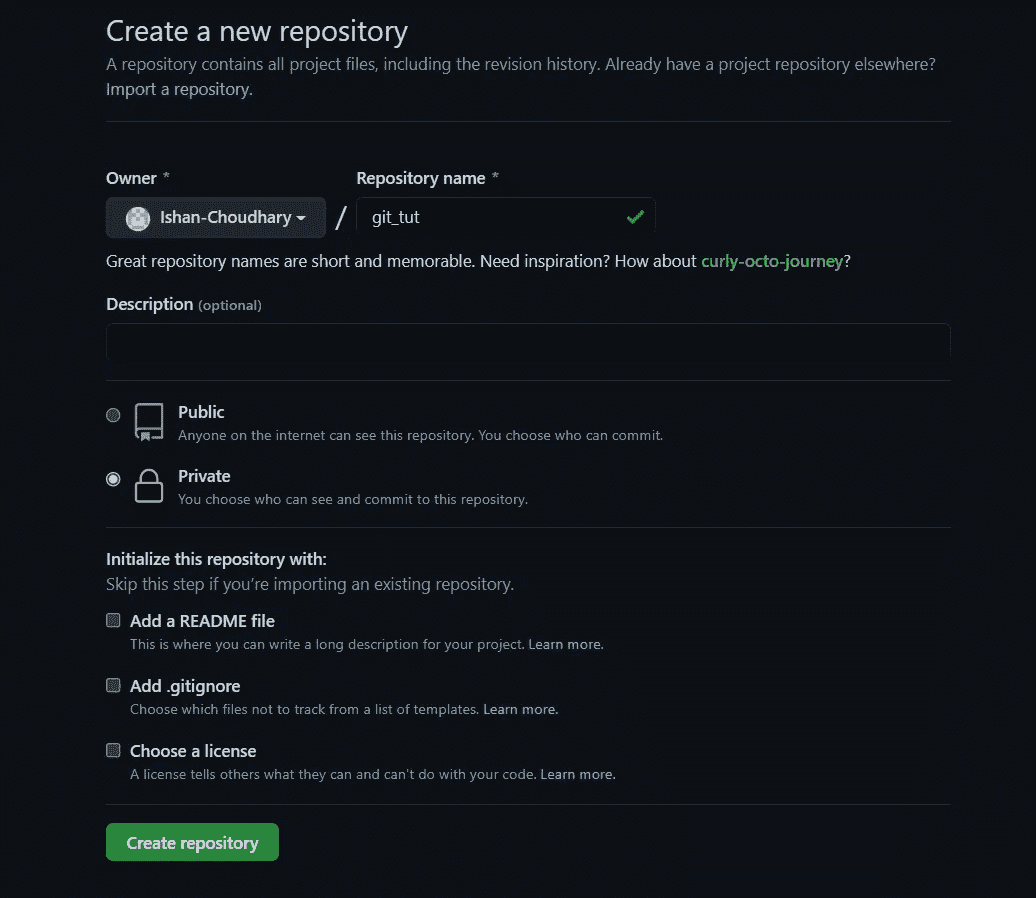 Create a new repository
A repository contains all project files, including the revision history. Already have a project repository elsewhere?
Import a repository.
Owner * Repository name *
Ishan-Choudhary / git_tut
Great repository names are short and memorable. Need inspiration? How about curly-octo-journey?
Description (optional)
Public
Anyone on the internet can see this repository. You choose who can commit.
Private
You choose who can see and commit to this repository.
Initialize this repository with:
Skip this step if you’re importing an existing repository.
Add a README file
This is where you can write a long description for your project. Learn more.
Add .gitignore
Choose which files not to track from a list of templates. Learn more.
Choose a license
A license tells others what they can and can't do with your code. Learn more.
Create repository